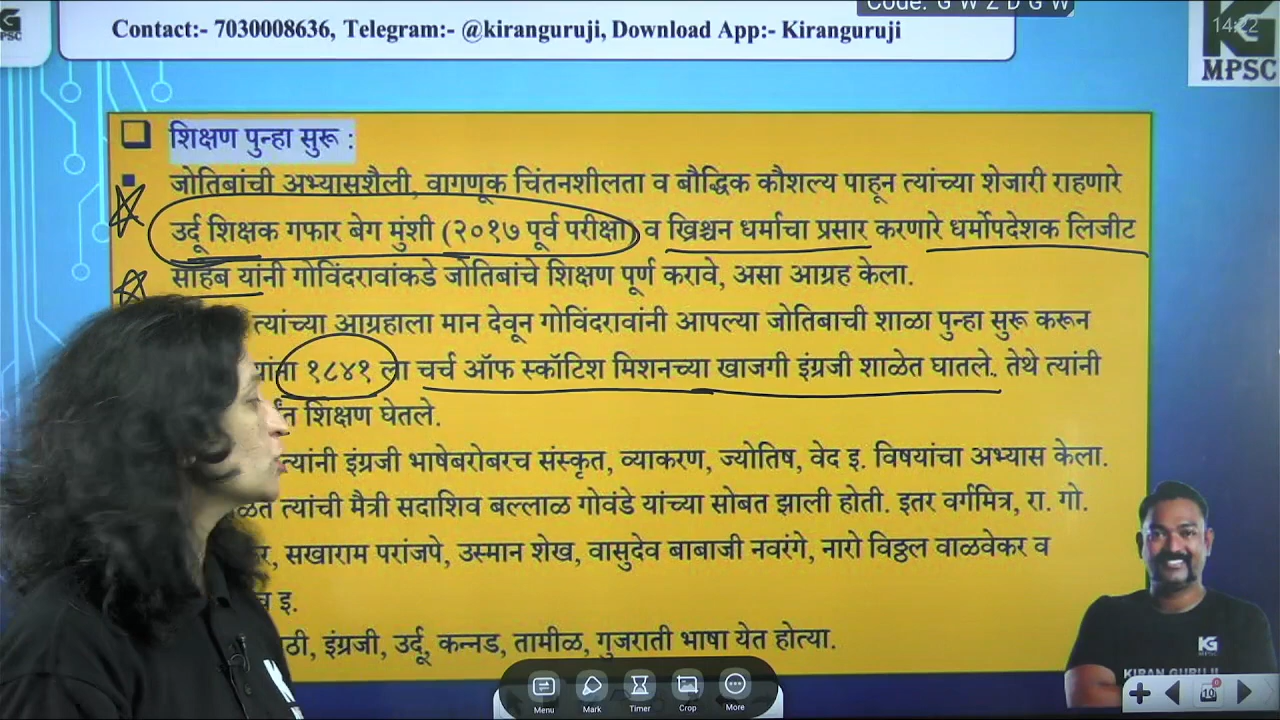 Code: G W Z D G W
Contact:- 7030008636, Telegram:- @kiranguruji, Download App:- Kiranguruji
14:22
MPSC
शिक्षण पुन्हा सुरू :
जोतिबांची अभ्यासशैली, वागणूक चिंतनशीलता व बौद्धिक कौशल्य पाहून त्यांच्या शेजारी राहणारे
उर्दू शिक्षक गफार बेग मुंशी (२०१७ पूर्व परीक्षा) व ख्रिश्चन धर्माचा प्रसार करणारे धर्मोपदेशक लिजीट
साहेब यांनी गोविंदरावांकडे जोतिबांचे शिक्षण पूर्ण करावे, असा आग्रह केला.
त्यांच्या आग्रहाला मान देवून गोविंदरावांनी आपल्या जोतिबाची शाळा पुन्हा सुरू करून
१८४१ ला चर्च ऑफ स्कॉटिश मिशनच्या खाजगी इंग्रजी शाळेत घातले. तेथे त्यांनी
शिक्षण घेतले.
त्यांनी इंग्रजी भाषेबरोबरच संस्कृत, व्याकरण, ज्योतिष, वेद इ. विषयांचा अभ्यास केला.
त्यांची मैत्री सदाशिव बल्लाळ गोवंडे यांच्या सोबत झाली होती. इतर वर्गमित्र, रा. गो.
सखाराम परांजपे, उस्मान शेख, वासुदेव बाबाजी नवरंगे, नारो विठ्ठल वाळवेकर व
इ.
इंग्रजी, उर्दू, कन्नड, तामीळ, गुजराती भाषा येत होत्या.
KG
KIRAN GURUJI
Menu Mark Timer Crop More
10